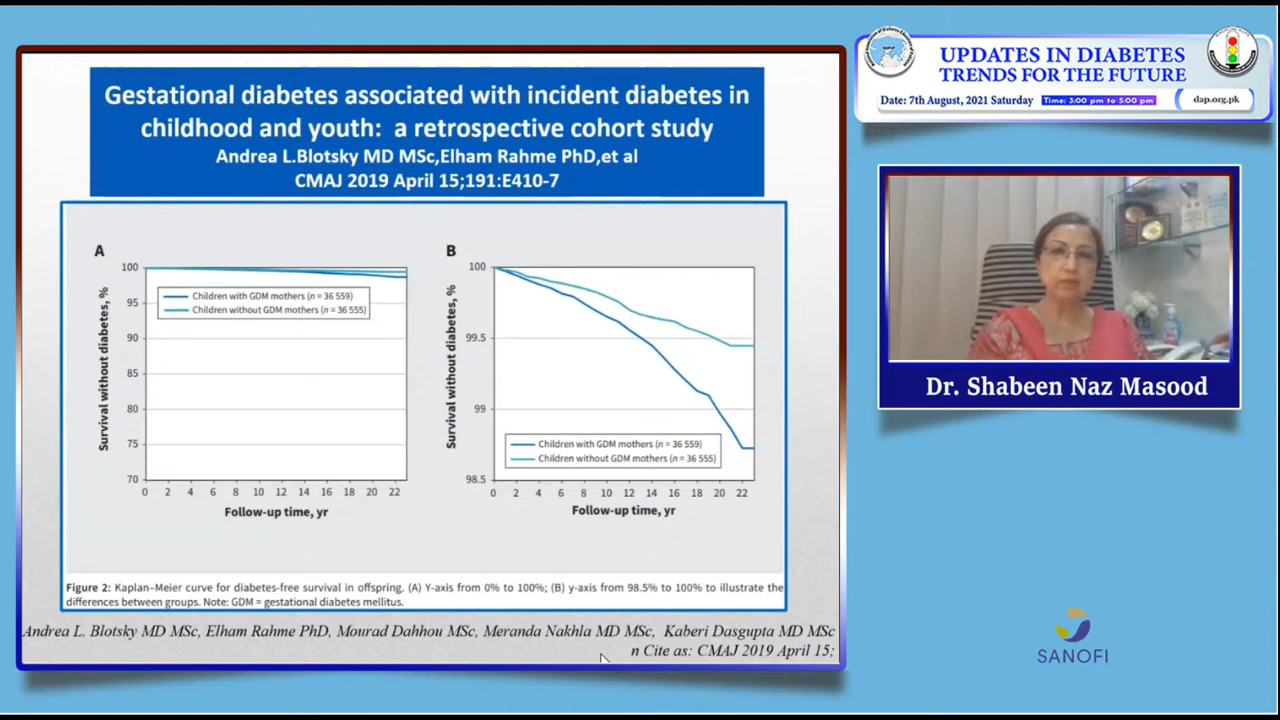 Gestational diabetes associated with incident diabetes in
childhood and youth: a retrospective cohort study
Andrea L.Blotsky MD MSc,Elham Rahme PhD,et al
CMAJ 2019 April 15;191:E410-7
A
Survival without diabetes, %
100
95
90
85
80
75
70
Children with GDM mothers (n = 36 559)
Children without GDM mothers (n = 36 555)
0 2 4 6 8 10 12 14 16 18 20 22
Follow-up time, yr
B
Survival without diabetes, %
100
99.5
99
98.5
Children with GDM mothers (n = 36 559)
Children without GDM mothers (n = 36 555)
0 2 4 6 8 10 12 14 16 18 20 22
Follow-up time, yr
Figure 2: Kaplan–Meier curve for diabetes-free survival in offspring. (A) Y-axis from 0% to 100%; (B) y-axis from 98.5% to 100% to illustrate the
differences between groups. Note: GDM = gestational diabetes mellitus.
Andrea L. Blotsky MD MSc, Elham Rahme PhD, Mourad Dahhou MSc, Meranda Nakhla MD MSc, Kaberi Dasgupta MD MSc
n Cite as: CMAJ 2019 April 15;
UPDATES IN DIABETES
TRENDS FOR THE FUTURE
Date: 7th August, 2021 Saturday
Time: 3:00 pm to 5:00 pm
dap.org.pk
Dr. Shabeen Naz Masood
SANOFI